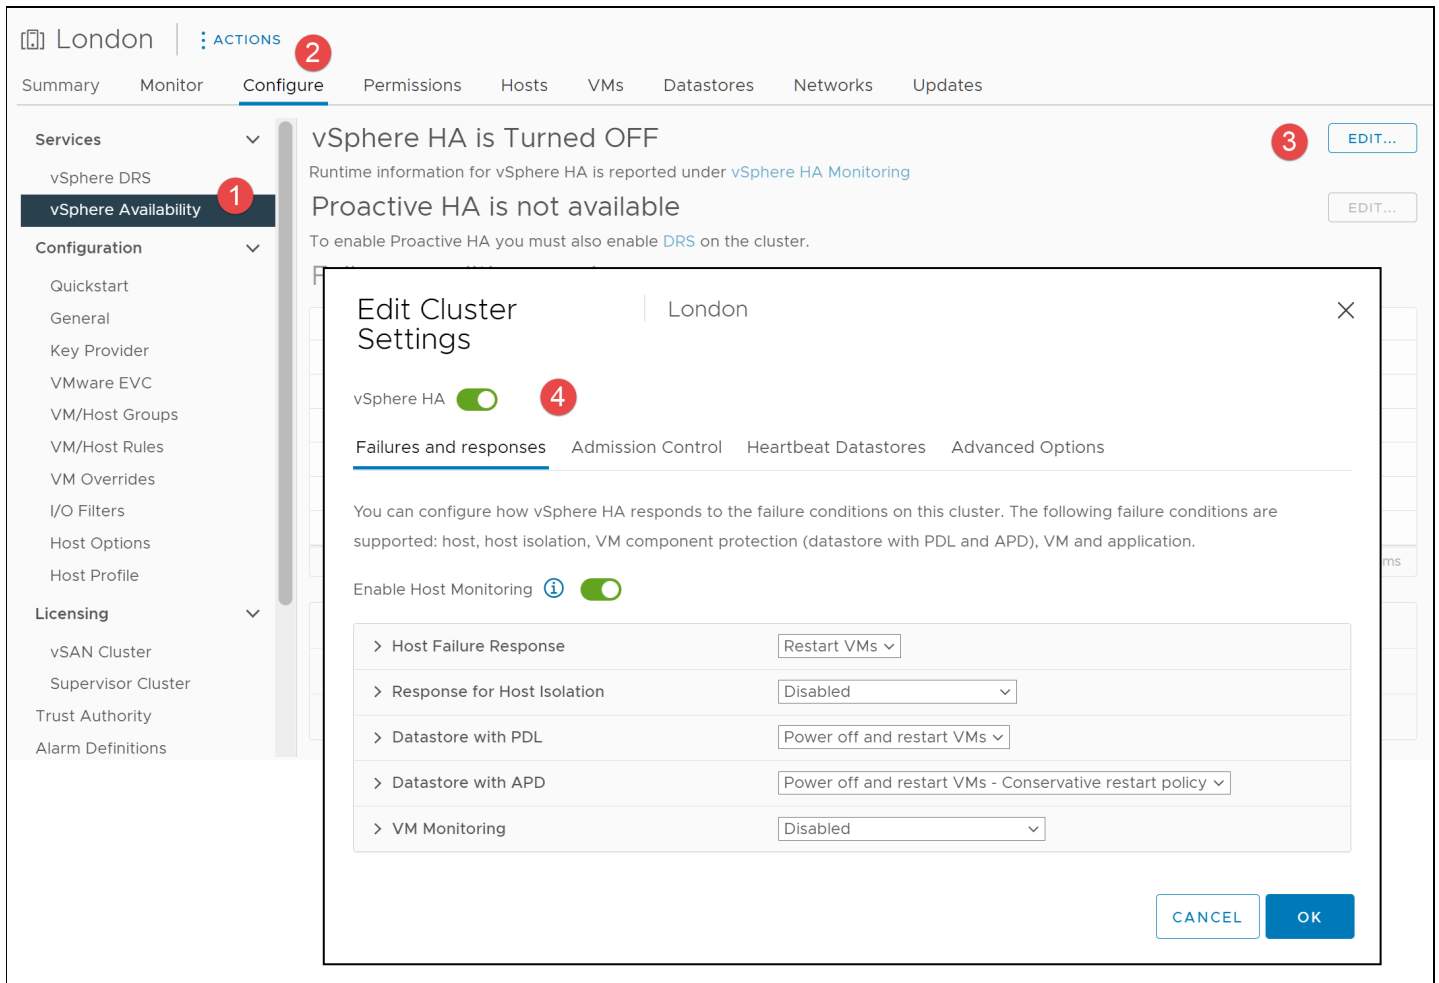 London
ACTIONS
2
Summary Monitor Configure Permissions Hosts VMs Datastores Networks Updates
Services
vSphere DRS
vSphere Availability
1
Configuration
Quickstart
General
Key Provider
VMware EVC
VM/Host Groups
VM/Host Rules
VM Overrides
I/O Filters
Host Options
Host Profile
Licensing
vSAN Cluster
Supervisor Cluster
Trust Authority
Alarm Definitions
vSphere HA is Turned OFF
3
EDIT...
Runtime information for vSphere HA is reported under vSphere HA Monitoring
Proactive HA is not available
EDIT...
To enable Proactive HA you must also enable DRS on the cluster.
ms
Edit Cluster
Settings
London
vSphere HA
4
Failures and responses Admission Control Heartbeat Datastores Advanced Options
You can configure how vSphere HA responds to the failure conditions on this cluster. The following failure conditions are
supported: host, host isolation, VM component protection (datastore with PDL and APD), VM and application.
Enable Host Monitoring
Host Failure Response Restart VMs
Response for Host Isolation Disabled
Datastore with PDL Power off and restart VMs
Datastore with APD Power off and restart VMs - Conservative restart policy
VM Monitoring Disabled
CANCEL OK